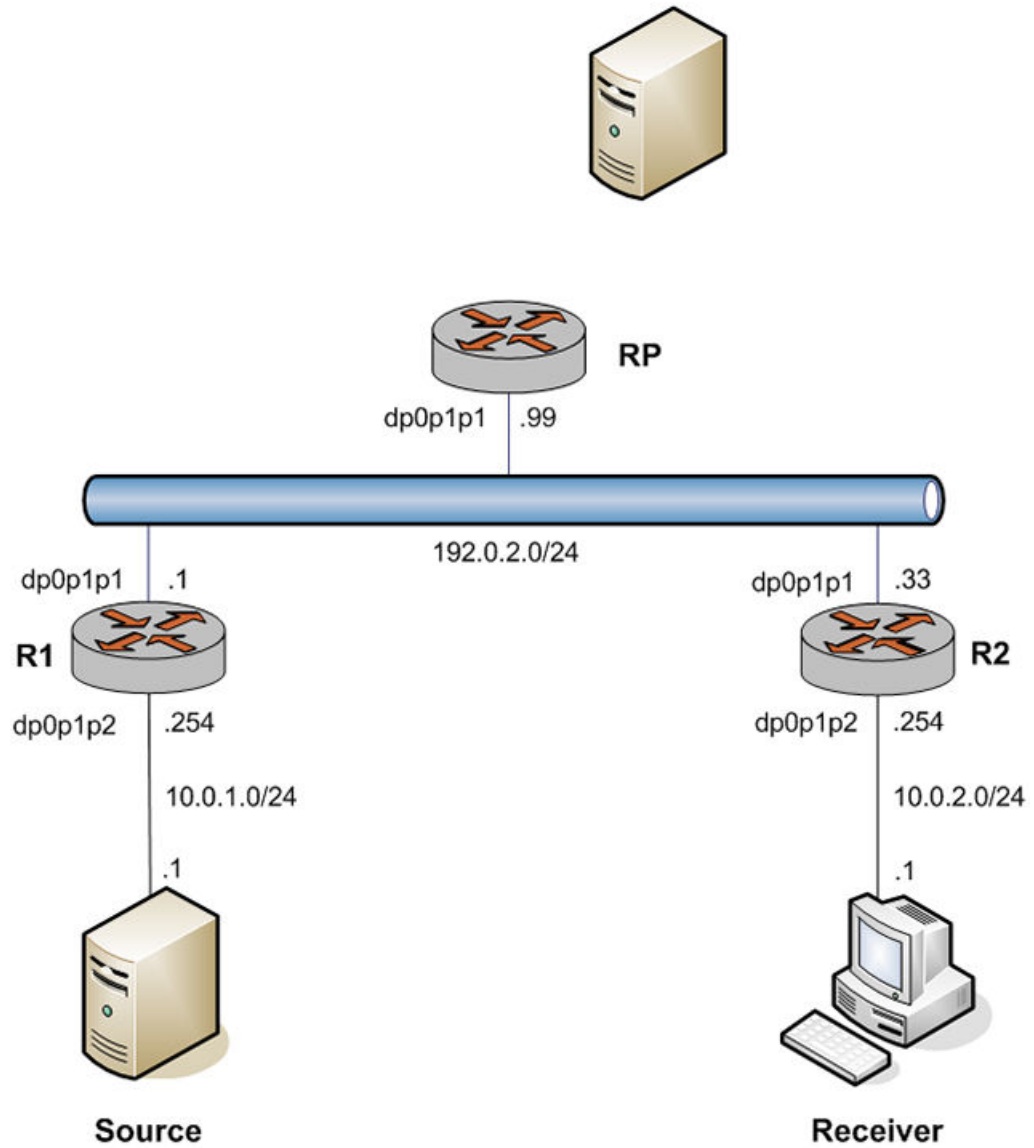 RP
dp0p1p1 .99
192.0.2.0/24
dp0p1p1 .1
dp0p1p1 .33
R1
R2
dp0p1p2 .254
dp0p1p2 .254
10.0.1.0/24
10.0.2.0/24
.1
.1
Source
Receiver